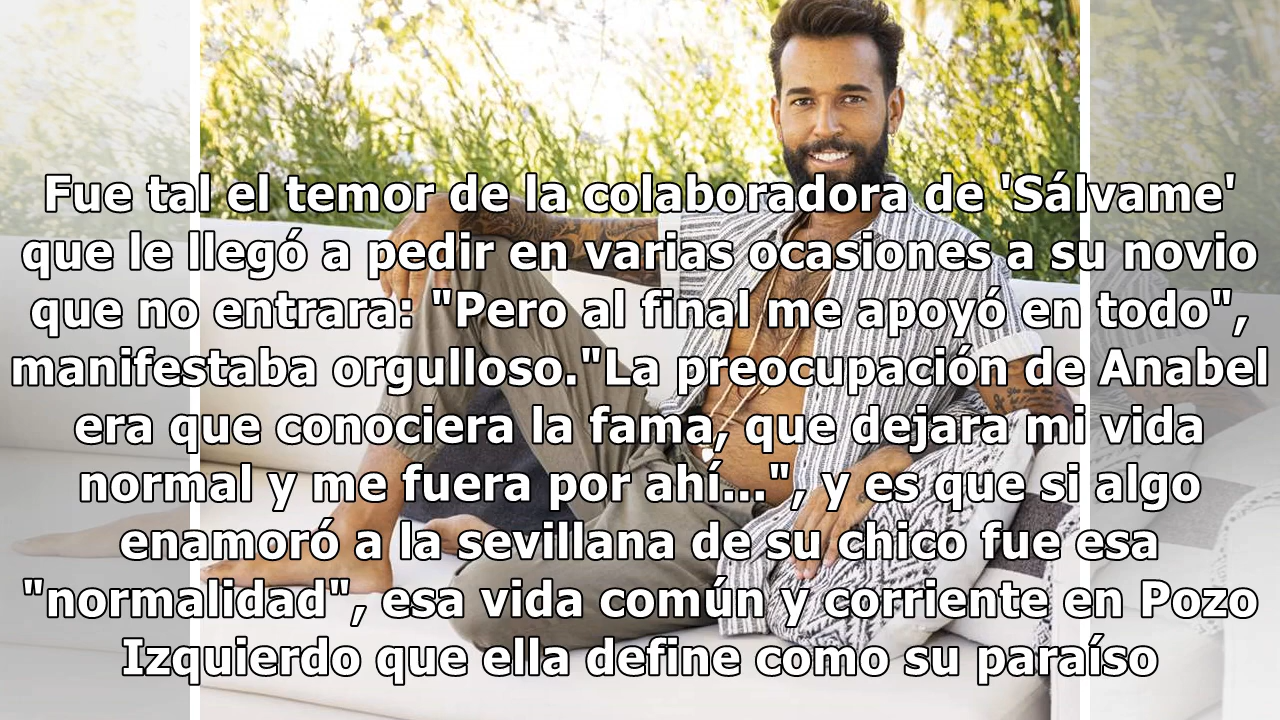 Fue tal el temor de la colaboradora de 'Sálvame'
que le llegó a pedir en varias ocasiones a su novio
que no entrara: "Pero al final me apoyó en todo",
manifestaba orgulloso."La preocupación de Anabel
era que conociera la fama, que dejara mi vida
normal y me fuera por ahí...", y es que si algo
enamoró a la sevillana de su chico fue esa
"normalidad", esa vida común y corriente en Pozo
Izquierdo que ella define como su paraíso